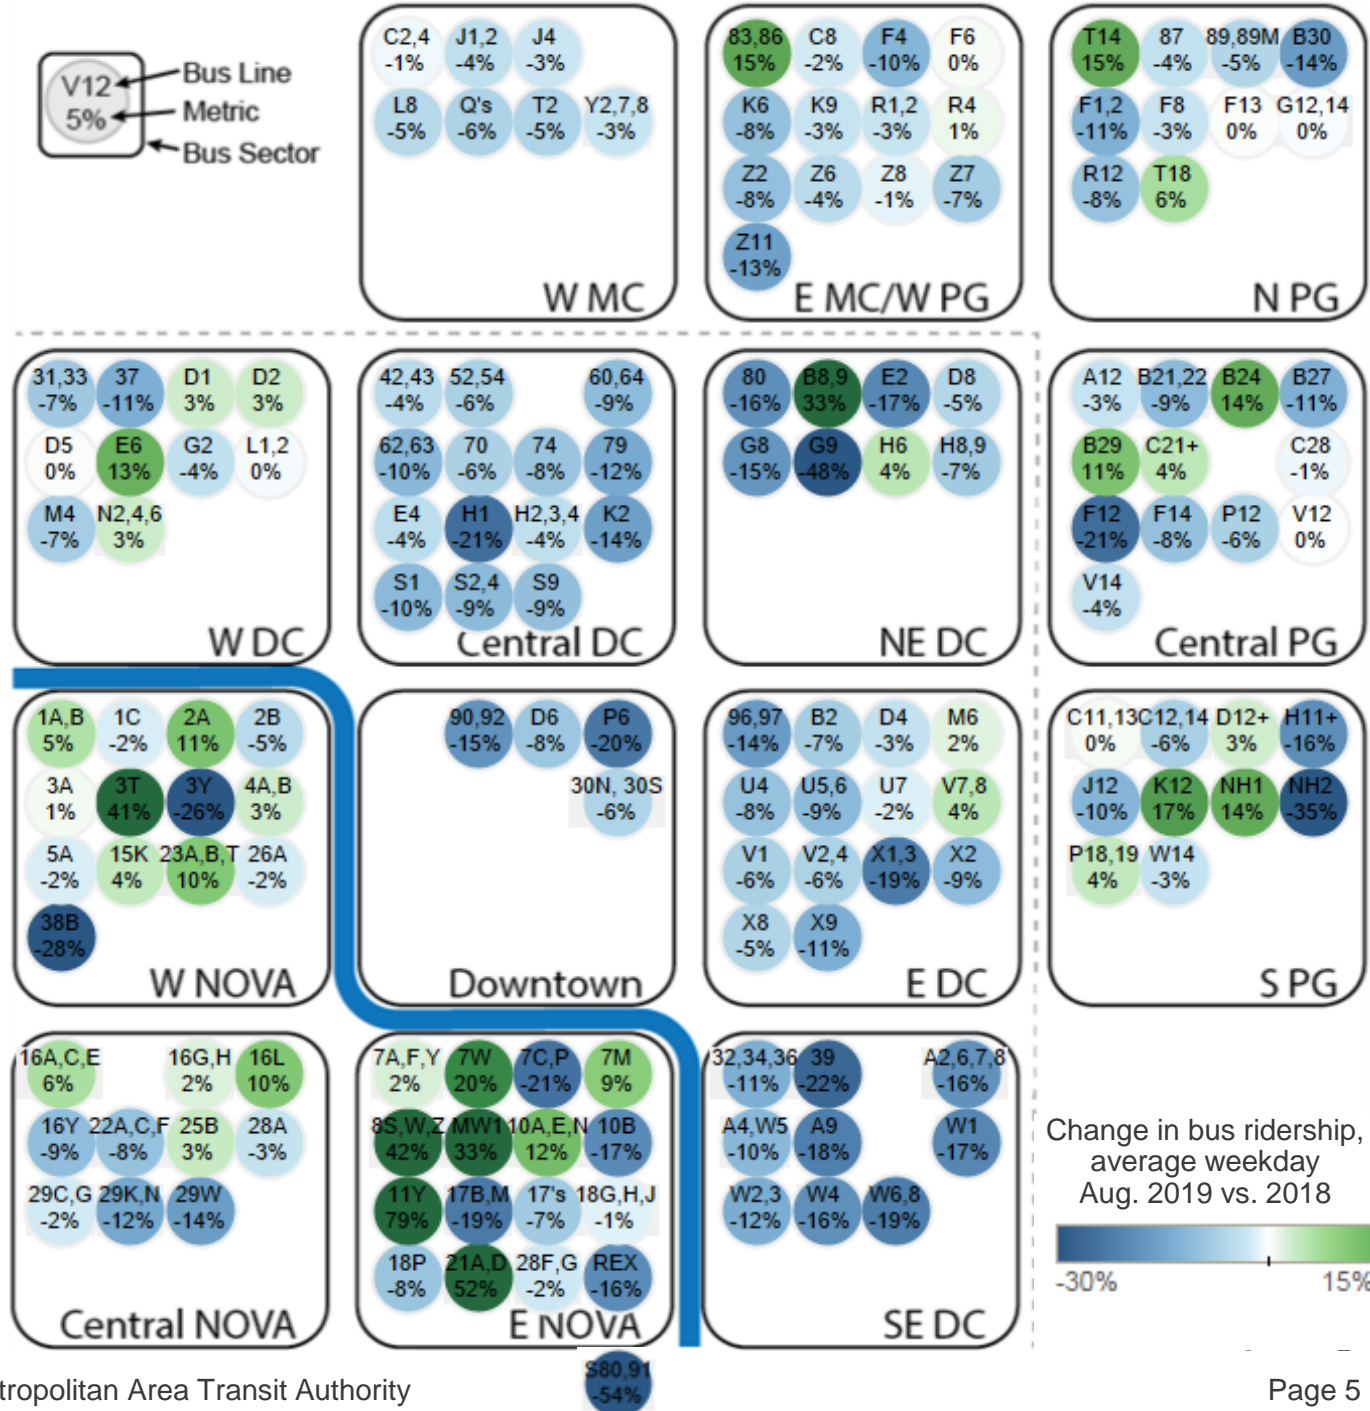 V12
5%
Bus Line
Metric
Bus Sector
C2,4 J1,2 J4
-1% -4% -3%
L8 Q's T2 Y2,7,8
-5% -6% -5% -3%
W MC
83,86 C8 F4 F6
15% -2% -10% 0%
K6 K9 R1,2 R4
-8% -3% -3% 1%
Z2 Z6 Z8 Z7
-8% -4% -1% -7%
Z11
-13%
E MC/W PG
T14 87 89,89M B30
15% -4% -5% -14%
F1,2 F8 F13 G12,14
-11% -3% 0% 0%
R12 T18
-8% 6%
N PG
31,33 37 D1 D2
-7% -11% 3% 3%
D5 E6 G2 L1,2
0% 13% -4% 0%
M4 N2,4,6
-7% 3%
W DC
42,43 52,54 60,64
-4% -6% -9%
62,63 70 74 79
-10% -6% -8% -12%
E4 H1 H2,3,4 K2
-4% -21% -4% -14%
S1 S2,4 S9
-10% -9% -9%
Central DC
80 B8,9 E2 D8
-16% 33% -17% -5%
G8 G9 H6 H8,9
-15% -48% 4% -7%
NE DC
A12 B21,22 B24 B27
-3% -9% 14% -11%
B29 C21+ C28
11% 4% -1%
F12 F14 P12 V12
-21% -8% -6% 0%
V14
-4%
Central PG
1A,B 1C 2A 2B
5% -2% 11% -5%
3A 3T 3Y 4A,B
1% 41% -26% 3%
5A 15K 23A,B,T 26A
-2% 4% 10% -2%
38B
-28%
W NOVA
90,92 D6 P6
-15% -8% -20%
30N, 30S
-6%
Downtown
96,97 B2 D4 M6
-14% -7% -3% 2%
U4 U5,6 U7 V7,8
-8% -9% -2% 4%
V1 V2,4 X1,3 X2
-6% -6% -19% -9%
X8 X9
-5% -11%
E DC
C11,13 C12,14 D12+ H11+
0% -6% 3% -16%
J12 K12 NH1 NH2
-10% 17% 14% -35%
P18,19 W14
4% -3%
S PG
16A,C,E 16G,H 16L
6% 2% 10%
16Y 22A,C,F 25B 28A
-9% -8% 3% -3%
29C,G 29K,N 29W
-2% -12% -14%
Central NOVA
7A,F,Y 7W 7C,P 7M
2% 20% -21% 9%
8S,W,Z MW1 10A,E,N 10B
42% 33% 12% -17%
11Y 17B,M 17's 18G,H,J
79% -19% -7% -1%
18P 21A,D 28F,G REX
-8% 52% -2% -16%
E NOVA
S80,91
-54%
32,34,36 39 A2,6,7,8
-11% -22% -16%
A4,W5 A9 W1
-10% -18% -17%
W2,3 W4 W6,8
-12% -16% -19%
SE DC
Change in bus ridership,
average weekday
Aug. 2019 vs. 2018
-30% 15%
tropolitan Area Transit Authority
Page 5